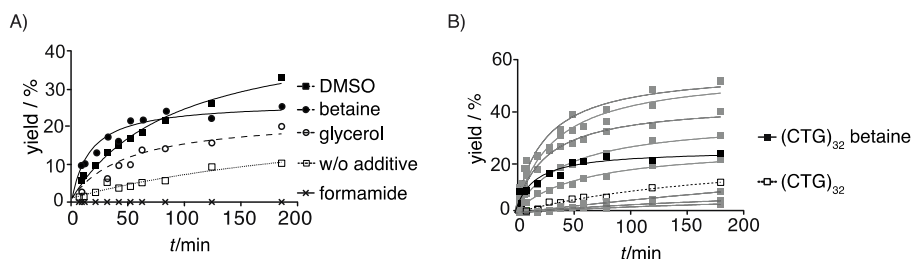 A)
yield / %
40
30
20
10
0
0
50
100
150
200
t/min
DMSO
betaine
glycerol
w/o additive
formamide
B)
yield / %
60
40
20
0
0
50
100
150
200
t/min
(CTG)32 betaine
(CTG)32